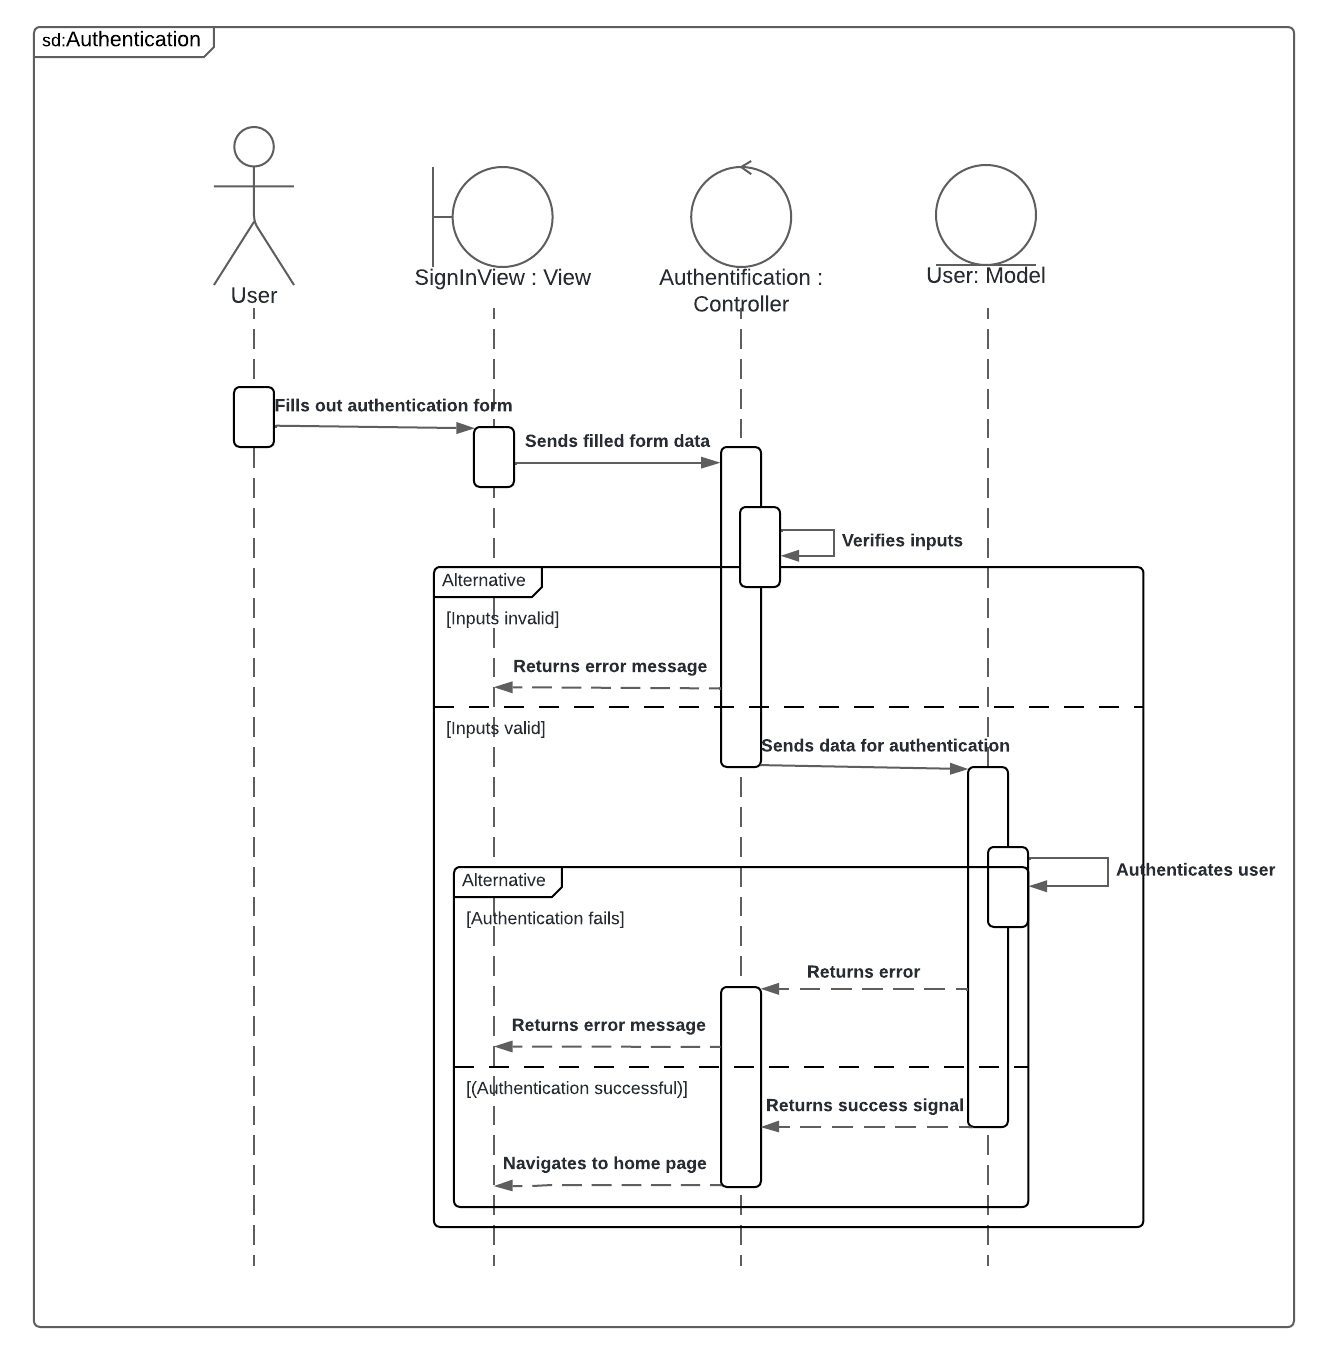 sd:Authentication
User
SignInView : View
Authentification :
Controller
User: Model
Fills out authentication form
Sends filled form data
Verifies inputs
Alternative
[Inputs invalid]
Returns error message
[Inputs valid]
Sends data for authentication
Authenticates user
Alternative
[Authentication fails]
Returns error
Returns error message
[(Authentication successful)]
Returns success signal
Navigates to home page